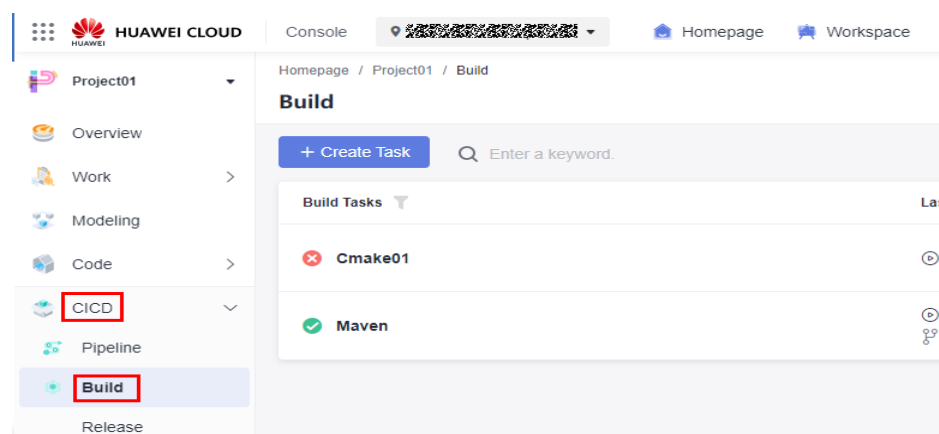 HUAWEI
HUAWEI CLOUD
Console
Homepage
Workspace
Project01
Homepage / Project01 / Build
Build
Overview
+ Create Task
Enter a keyword.
Work
Build Tasks
Modeling
Code
Cmake01
CICD
Maven
Pipeline
Build
Release